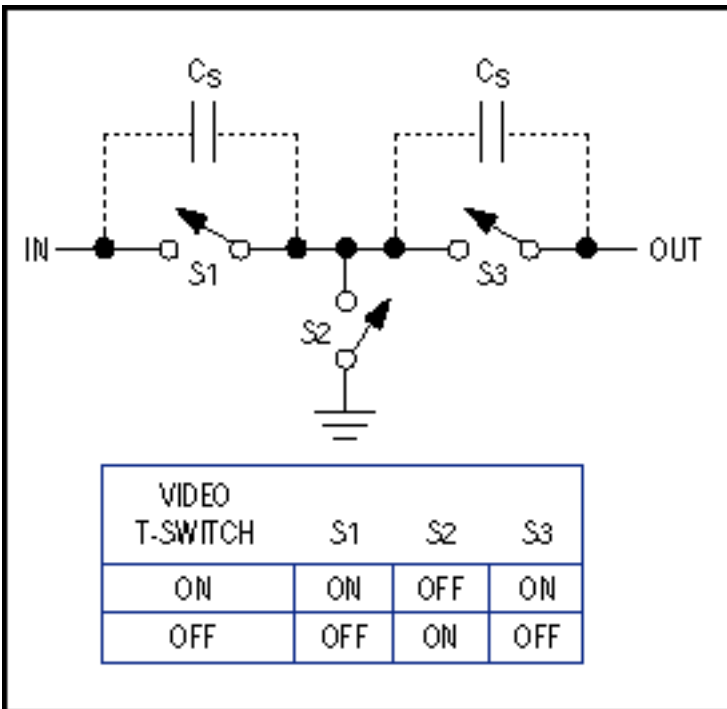 CS CS
IN S1 S3 OUT
S2
VIDEO
T-SWITCH S1 S2 S3
ON ON OFF ON
OFF OFF ON OFF